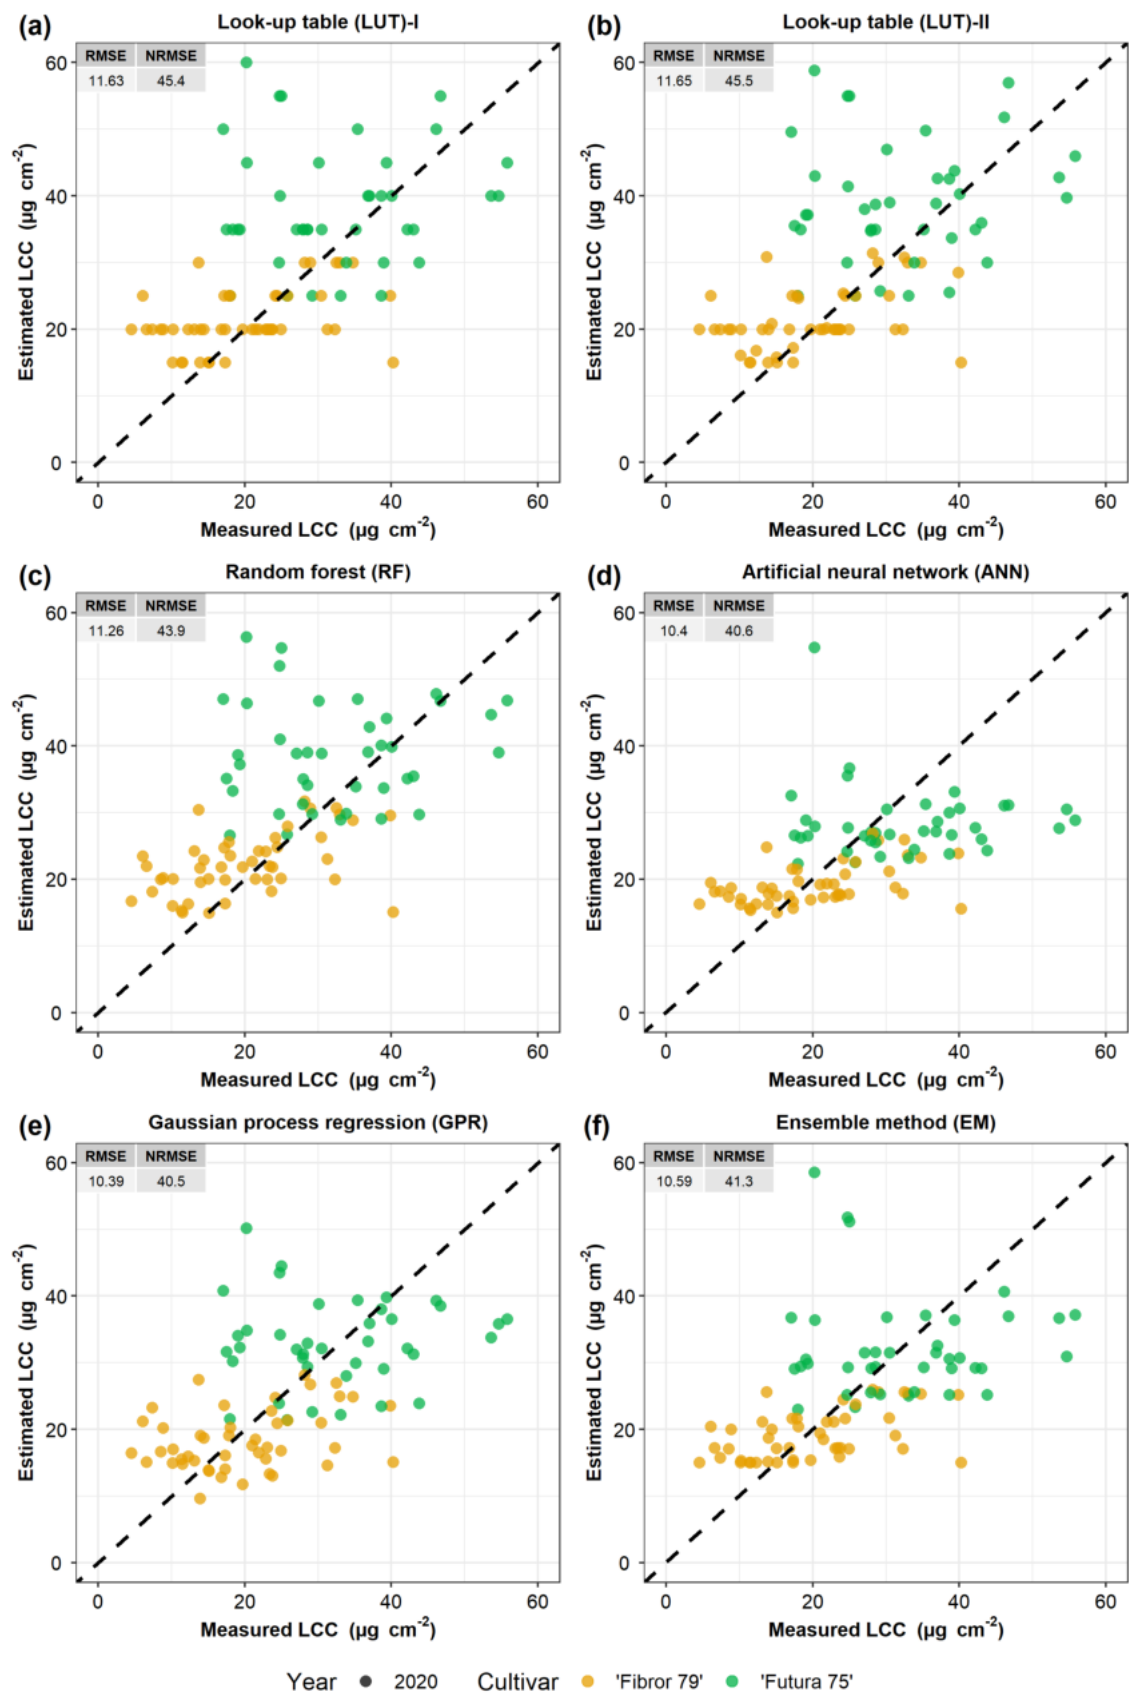 (a) Look-up table (LUT)-I
RMSE NRMSE
11.63 45.4
60
40
20
0
Estimated LCC (µg cm-2)
0 20 40 60
Measured LCC (µg cm-2)
(b) Look-up table (LUT)-II
RMSE NRMSE
11.65 45.5
60
40
20
0
Estimated LCC (µg cm-2)
0 20 40 60
Measured LCC (µg cm-2)
(c) Random forest (RF)
RMSE NRMSE
11.26 43.9
60
40
20
0
Estimated LCC (µg cm-2)
0 20 40 60
Measured LCC (µg cm-2)
(d) Artificial neural network (ANN)
RMSE NRMSE
10.4 40.6
60
40
20
0
Estimated LCC (µg cm-2)
0 20 40 60
Measured LCC (µg cm-2)
(e) Gaussian process regression (GPR)
RMSE NRMSE
10.39 40.5
60
40
20
0
Estimated LCC (µg cm-2)
0 20 40 60
Measured LCC (µg cm-2)
(f) Ensemble method (EM)
RMSE NRMSE
10.59 41.3
60
40
20
0
Estimated LCC (µg cm-2)
0 20 40 60
Measured LCC (µg cm-2)
Year 2020 Cultivar 'Fibror 79' 'Futura 75'